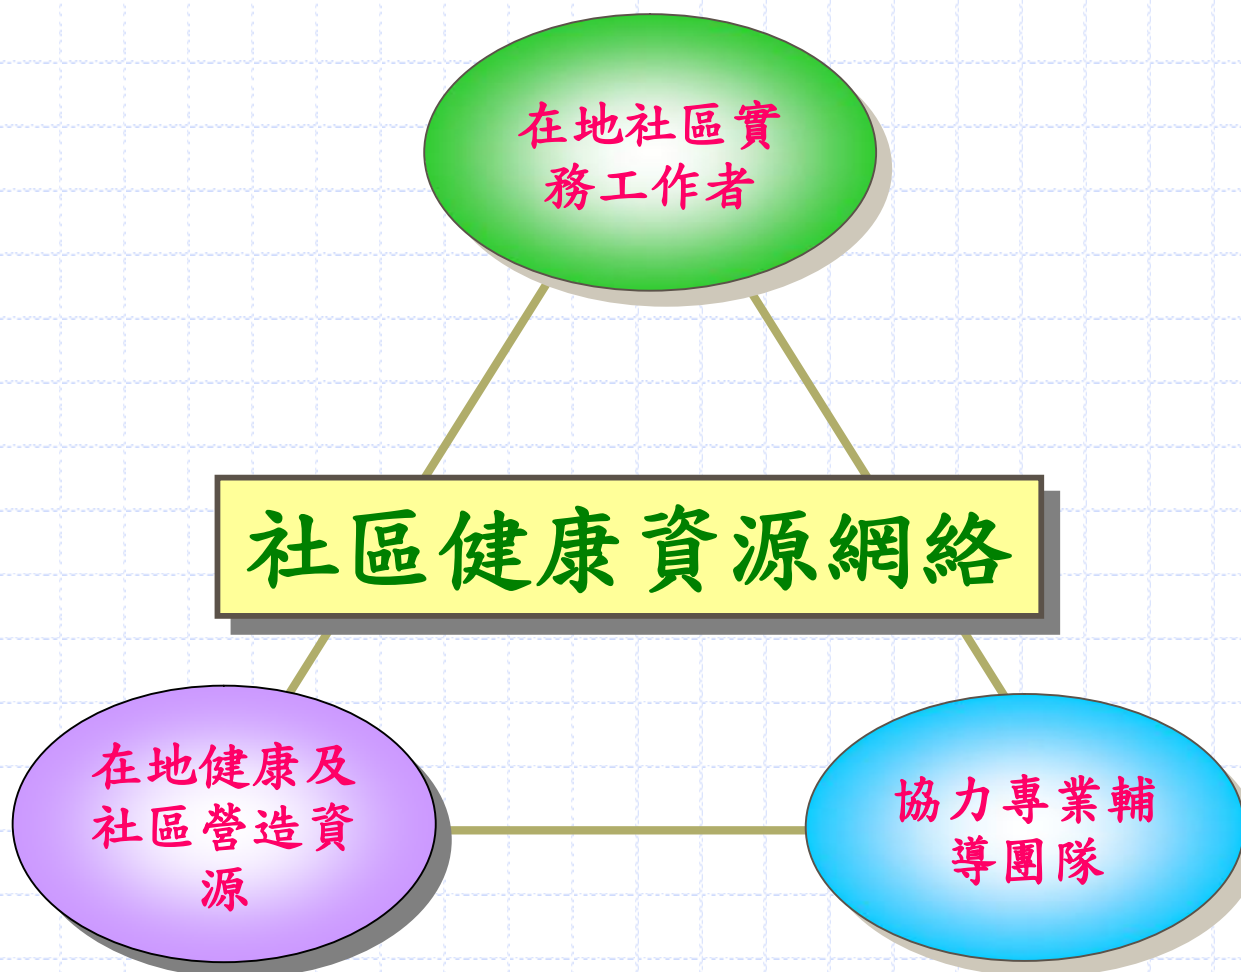 在地社區實
務工作者
社區健康資源網絡
在地健康及
社區營造資
源
協力專業輔
導團隊